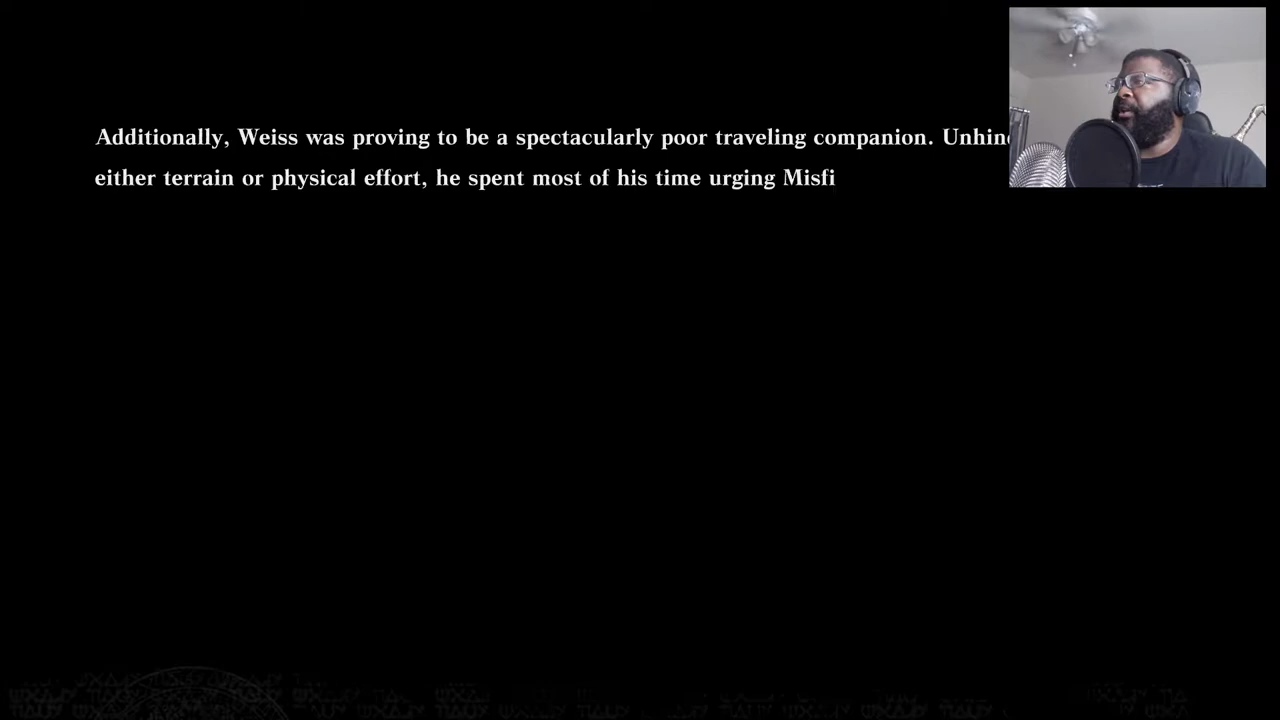 Additionally, Weiss was proving to be a spectacularly poor traveling companion. Unhin
either terrain or physical effort, he spent most of his time urging Misfi